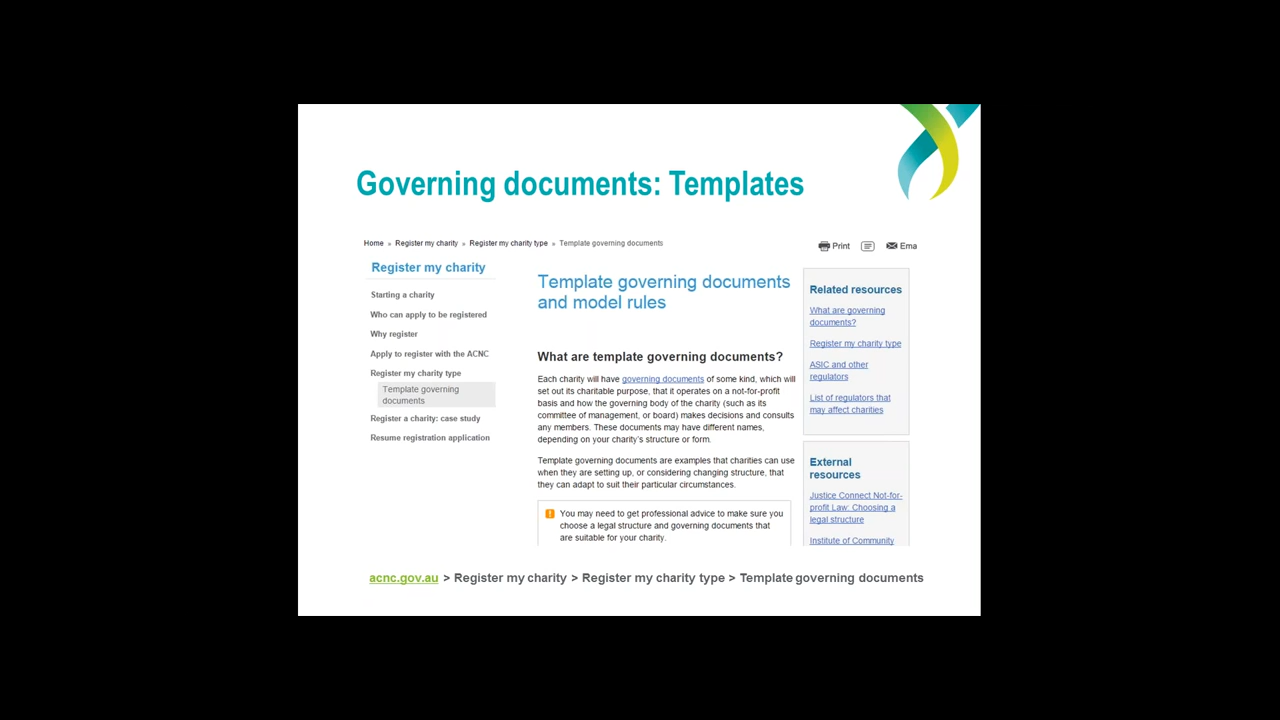 Governing documents: Templates
Home » Register my charity » Register my charity type » Template governing documents
Print
Ema
Register my charity
Starting a charity
Who can apply to be registered
Why register
Apply to register with the ACNC
Register my charity type
Template governing
documents
Register a charity: case study
Resume registration application
Template governing documents
and model rules
What are template governing documents?
Each charity will have governing documents of some kind, which will
set out its charitable purpose, that it operates on a not-for-profit
basis and how the governing body of the charity (such as its
committee of management, or board) makes decisions and consults
any members. These documents may have different names,
depending on your charity's structure or form.
Template governing documents are examples that charities can use
when they are setting up, or considering changing structure, that
they can adapt to suit their particular circumstances.
You may need to get professional advice to make sure you
choose a legal structure and governing documents that
are suitable for your charity.
Related resources
What are governing
documents?
Register my charity type
ASIC and other
regulators
List of regulators that
may affect charities
External
resources
Justice Connect Not-for-
profit Law: Choosing a
legal structure
Institute of Community
acnc.gov.au > Register my charity > Register my charity type > Template governing documents